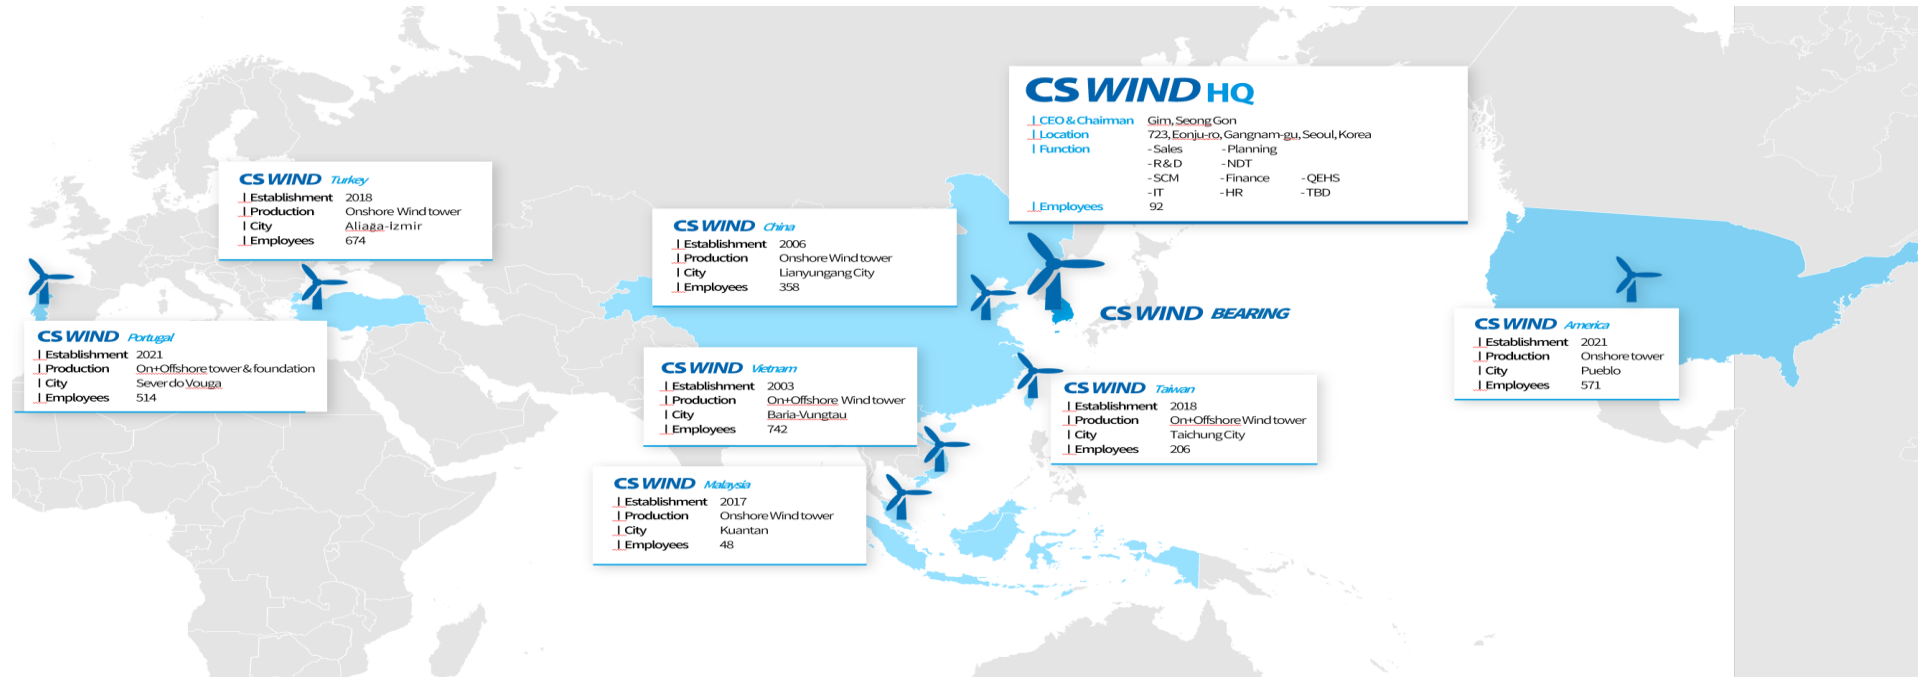 CS WIND HQ
| CEO & Chairman Gim, Seong Gon
| Location 723, Eonju-ro, Gangnam-gu, Seoul, Korea
| Function - Sales - Planning
- R & D - NDT
- SCM - Finance - QEHS
- IT - HR - TBD
| Employees 92
CS WIND Turkey
| Establishment 2018
| Production Onshore Wind tower
| City Aliağa-Izmir
| Employees 674
CS WIND China
| Establishment 2006
| Production Onshore Wind tower
| City Lianyungang City
| Employees 358
CS WIND BEARING
CS WIND Portugal
| Establishment 2021
| Production On+Offshore tower & foundation
| City Sever do Vouga
| Employees 514
CS WIND America
| Establishment 2021
| Production Onshore tower
| City Pueblo
| Employees 571
CS WIND Vietnam
| Establishment 2003
| Production On+Offshore Wind tower
| City Baria-Vungtau
| Employees 742
CS WIND Taiwan
| Establishment 2018
| Production On+Offshore Wind tower
| City Taichung City
| Employees 206
CS WIND Malaysia
| Establishment 2017
| Production Onshore Wind tower
| City Kuantan
| Employees 48